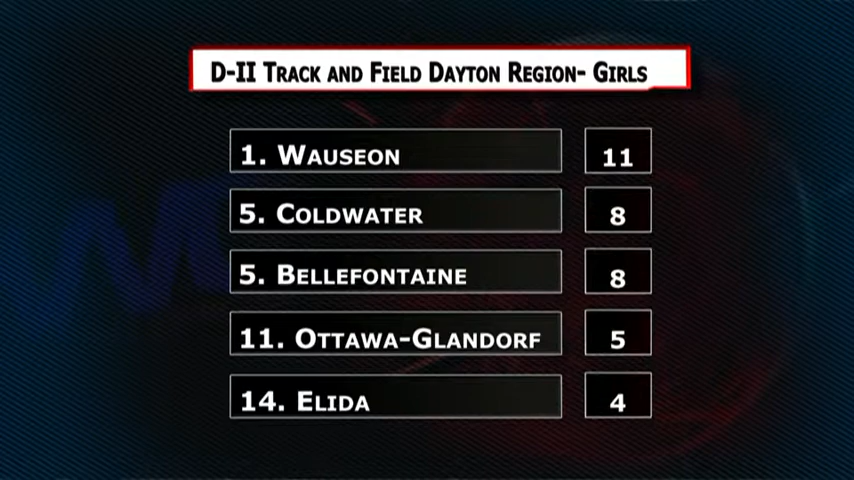 D-II Track and Field Dayton Region- Girls
1. Wauseon 11
5. Coldwater 8
5. Bellefontaine 8
11. Ottawa-Glandorf 5
14. Elida 4